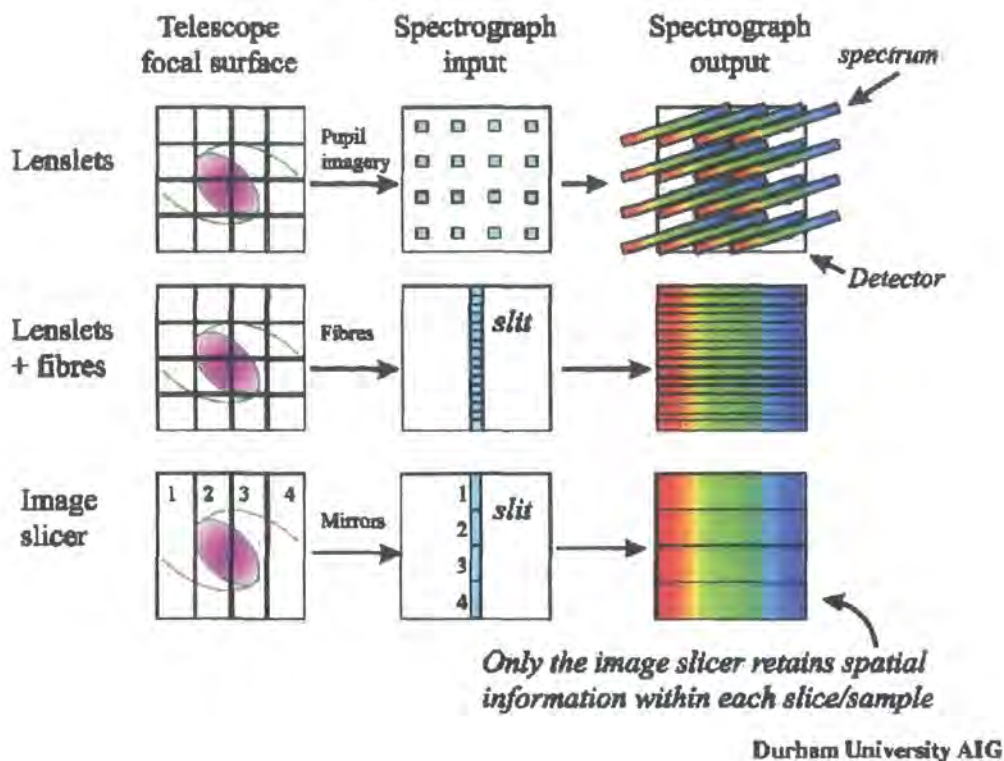 Telescope
focal surface
Spectrograph
input
Spectrograph
output
spectrum
Lenslets
Pupil
imagery
Detector
Lenslets
+ fibres
Fibres
slit
Image
slicer
1 2 3 4
Mirrors
1
2
3
4
slit
Only the image slicer retains spatial
information within each slice/sample
Durham University AIG